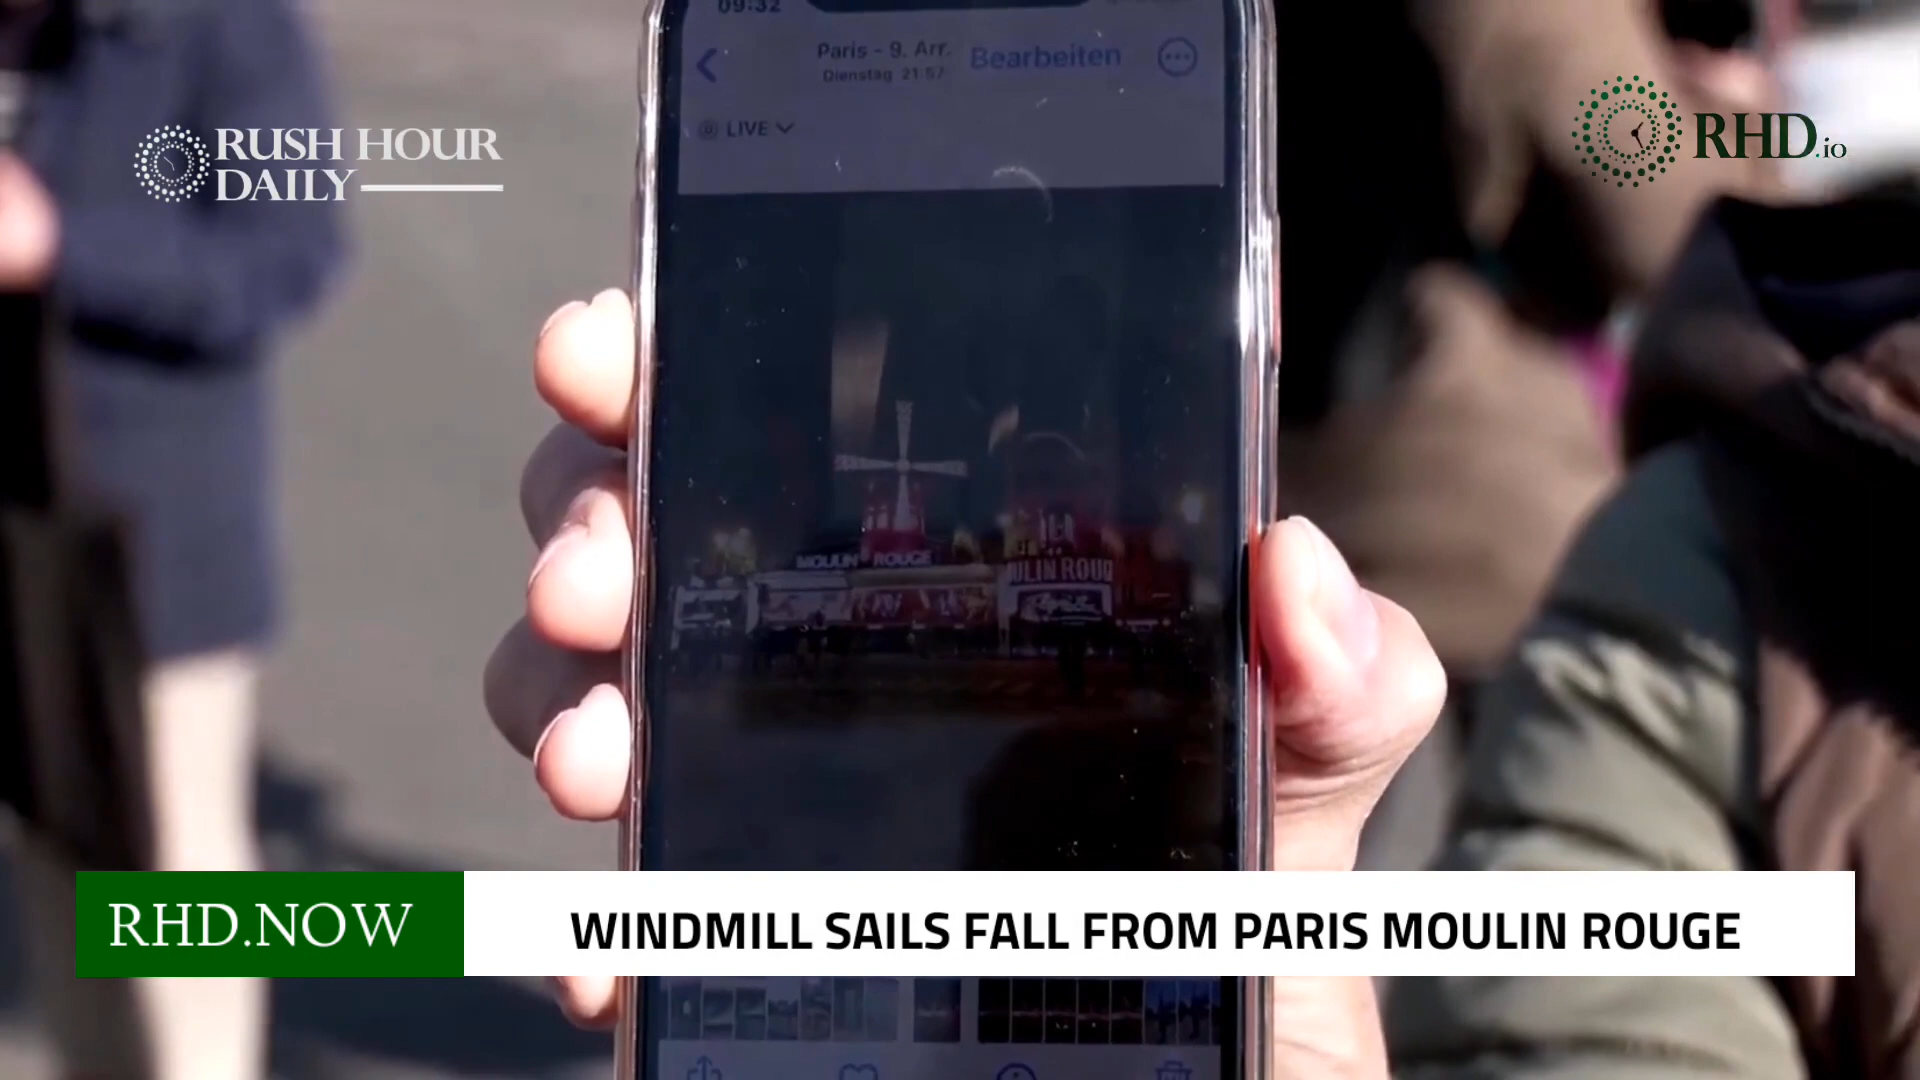 09:32
Paris - 9. Arr.
Dienstag 21:57
Bearbeiten
LIVE
RUSH HOUR
DAILY
RHD.io
MOULIN ROUGE
ULIN ROUG
RHD.NOW
WINDMILL SAILS FALL FROM PARIS MOULIN ROUGE